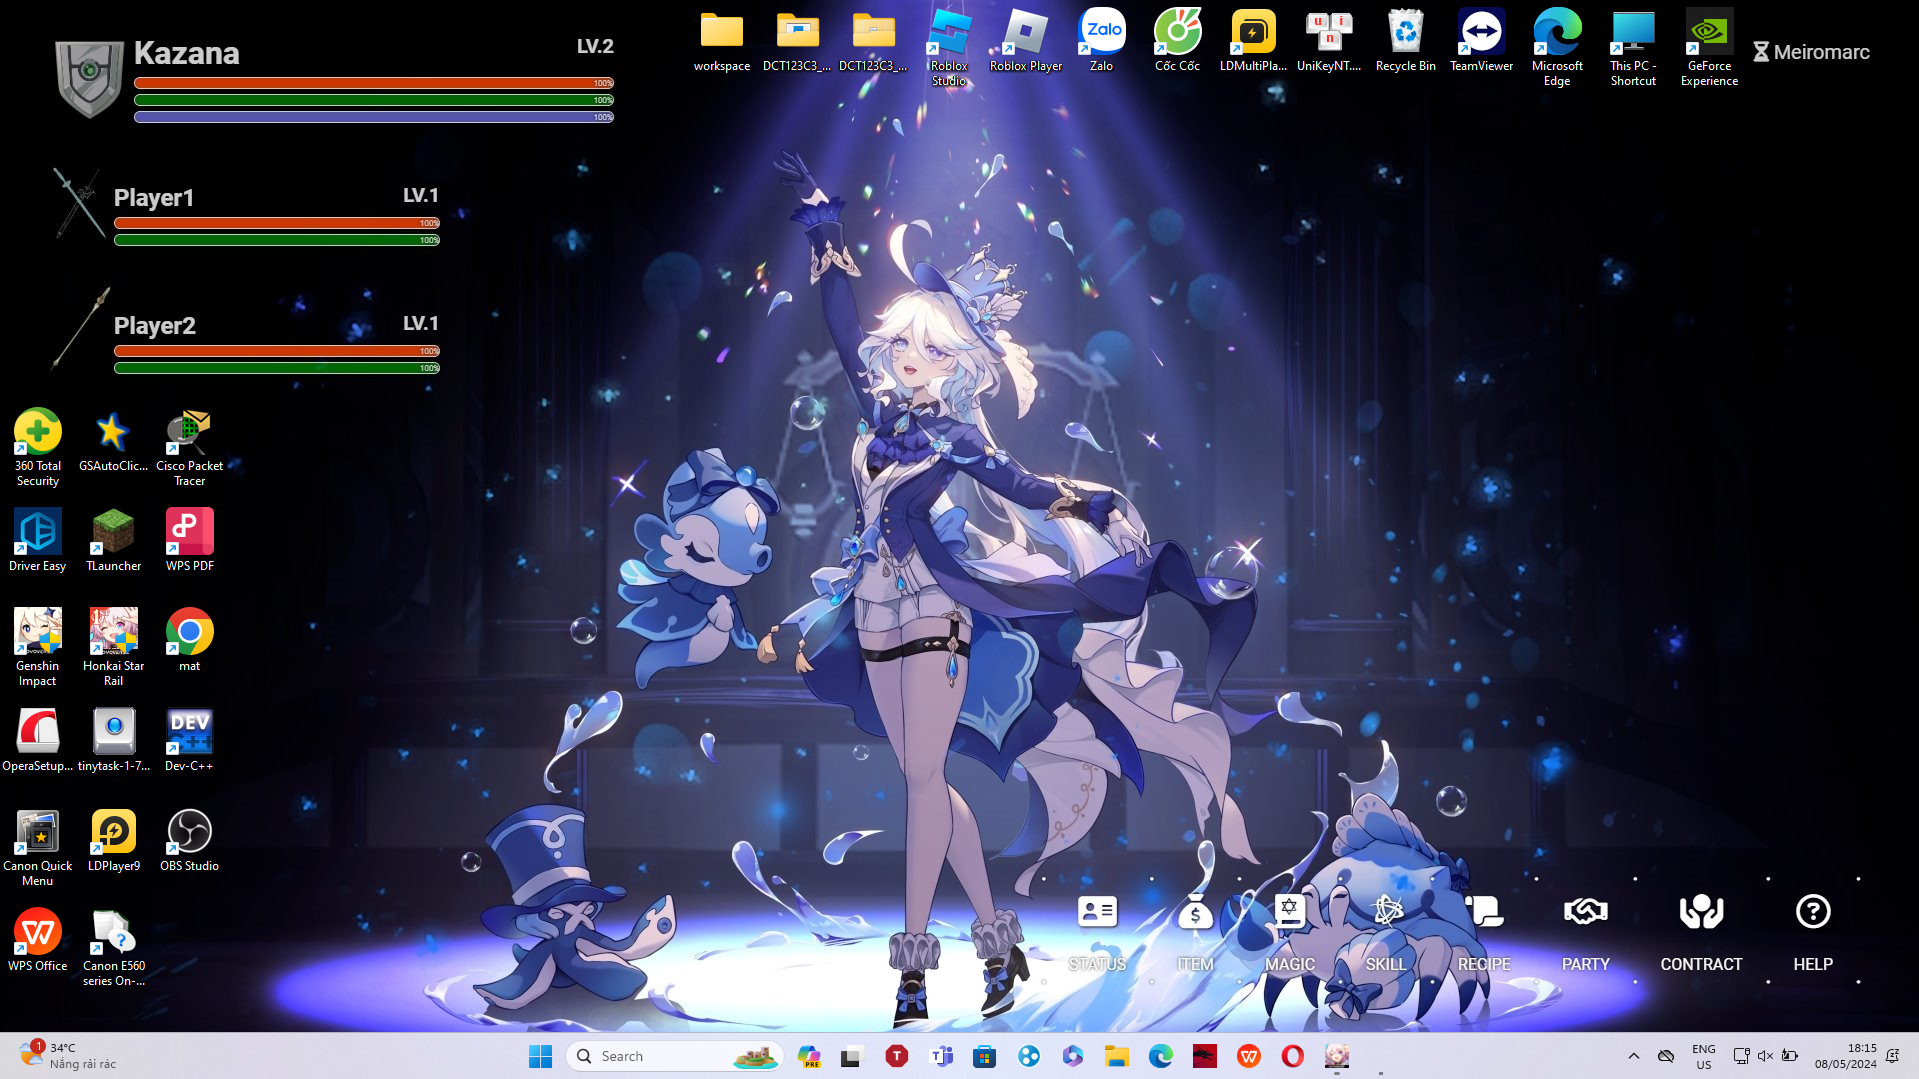 Kazana
LV.2
100%
100%
100%
Player1
LV.1
100%
100%
Player2
LV.1
100%
100%
workspace
DCT123C3_...
DCT123C3_...
Roblox
Studio
Roblox Player
Zalo
Zalo
Cốc Cốc
LDMultiPla...
u i
n
UniKeyNT....
Recycle Bin
TeamViewer
Microsoft
Edge
This PC -
Shortcut
GeForce
Experience
Meiromarc
360 Total
Security
GSAutoClic...
Cisco Packet
Tracer
Driver Easy
TLauncher
WPS PDF
Genshin
Impact
Honkai Star
Rail
mat
OperaSetup...
tinytask-1-7...
DEV
C++
Dev-C++
Canon Quick
Menu
LDPlayer9
OBS Studio
WPS Office
Canon E560
series On-...
STATUS
ITEM
MAGIC
SKILL
RECIPE
PARTY
CONTRACT
HELP
1
34°C
Nắng rải rác
Search
PRE
ENG
US
18:15
08/05/2024